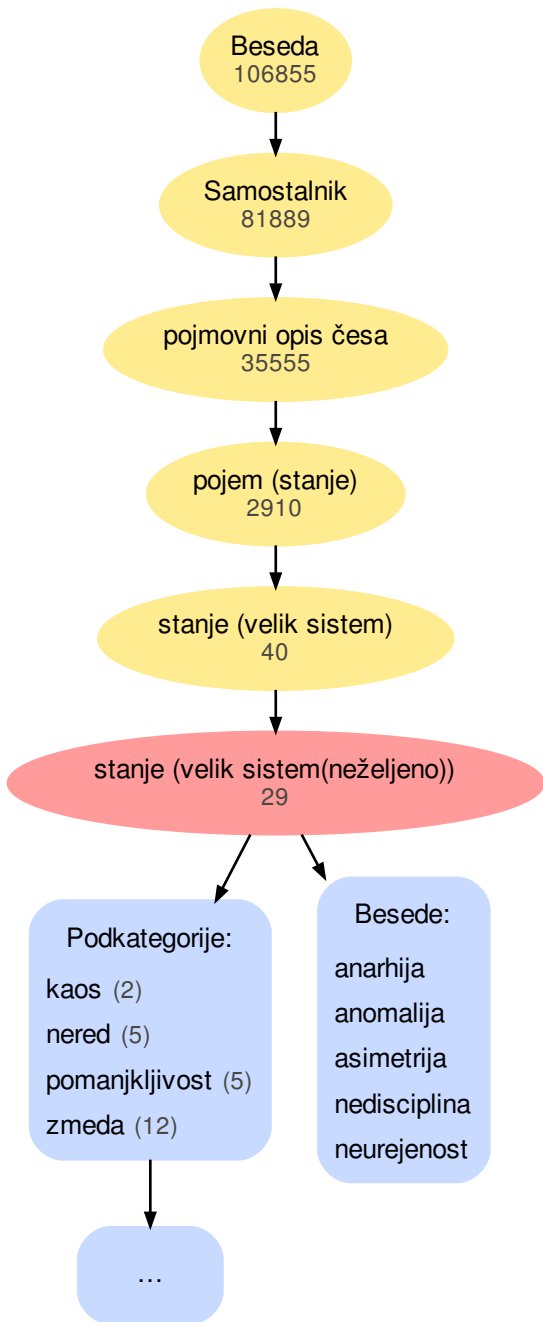 Beseda
106855
Samostalnik
81889
pojmovni opis česa
35555
pojem (stanje)
2910
stanje (velik sistem)
40
stanje (velik sistem(neželjeno))
29
Podkategorije:
kaos (2)
nered (5)
pomanjkljivost (5)
zmeda (12)
Besede:
anarhija
anomalija
asimetrija
nedisciplina
neurejenost
...